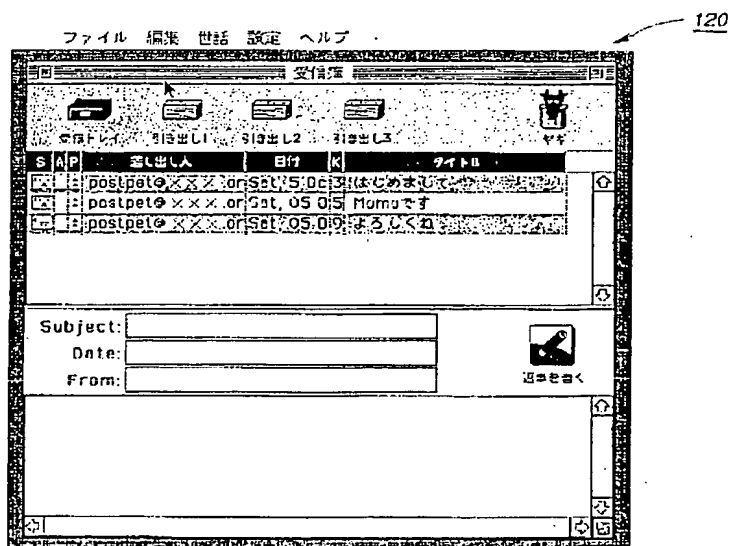 120
ファイル 編集 世話 設定 ヘルプ
受信簿
受信トレイ 引き出し1 引き出し2 引き出し3 ヤギ
S A P 差し出し人 日付 K タイトル
postpet@×××.or Sat, 5 Dc 3 はじめまして
postpet@×××.or Sat, 05 0 5 Momoです
postpet@×××.or Sat, 05 0 9 よろしくね
Subject:
Date:
From:
返事を書く